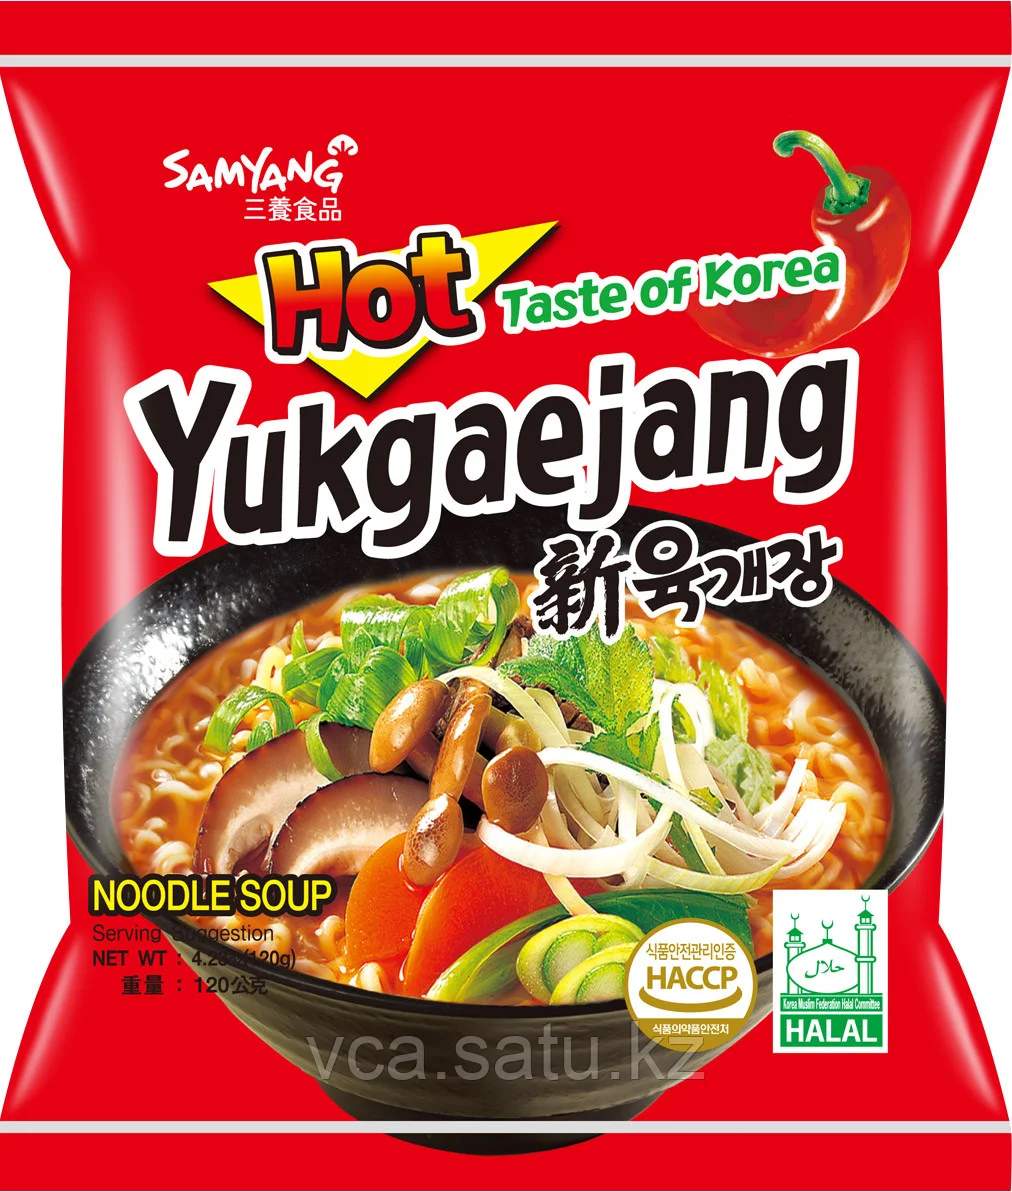 SAMYANG
三養食品
Hot
Taste of Korea
Yukgaejang
新육개장
NOODLE SOUP
Serving Suggestion
NET WT : 4.23oz(120g)
重量 : 120公克
식품안전관리인증
HACCP
식품의약품안전처
حلال
Korea Muslim Federation Halal Committee
HALAL
vca.satu.kz